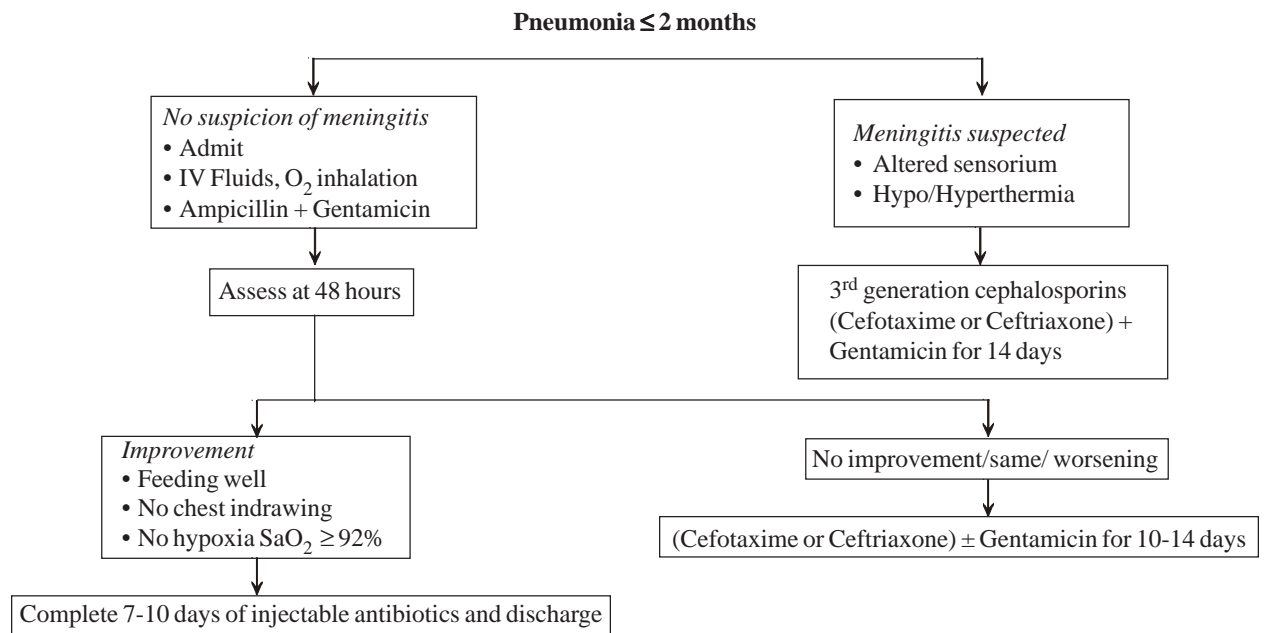 Pneumonia ≤ 2 months
No suspicion of meningitis
• Admit
• IV Fluids, O₂ inhalation
• Ampicillin + Gentamicin
Meningitis suspected
• Altered sensorium
• Hypo/Hyperthermia
Assess at 48 hours
3rd generation cephalosporins
(Cefotaxime or Ceftriaxone) +
Gentamicin for 14 days
Improvement
• Feeding well
• No chest indrawing
• No hypoxia SaO₂ ≥ 92%
No improvement/same/ worsening
(Cefotaxime or Ceftriaxone) ± Gentamicin for 10-14 days
Complete 7-10 days of injectable antibiotics and discharge